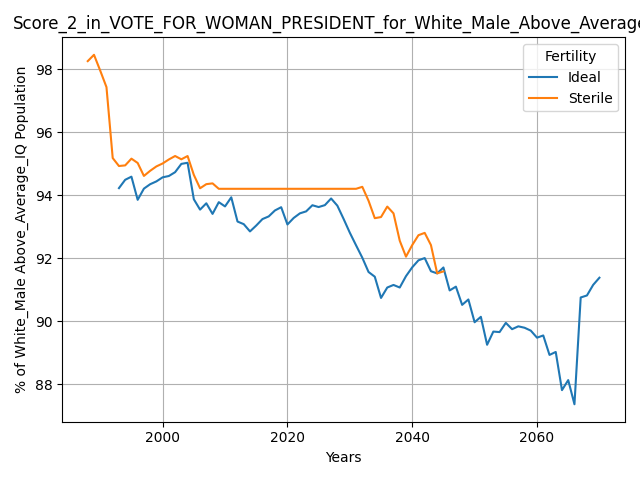 Score_2_in_VOTE_FOR_WOMAN_PRESIDENT_for_White_Male_Above_Average
Fertility
Ideal
Sterile
% of White_Male Above_Average_IQ Population
98
96
94
92
90
88
2000
2020
2040
2060
Years